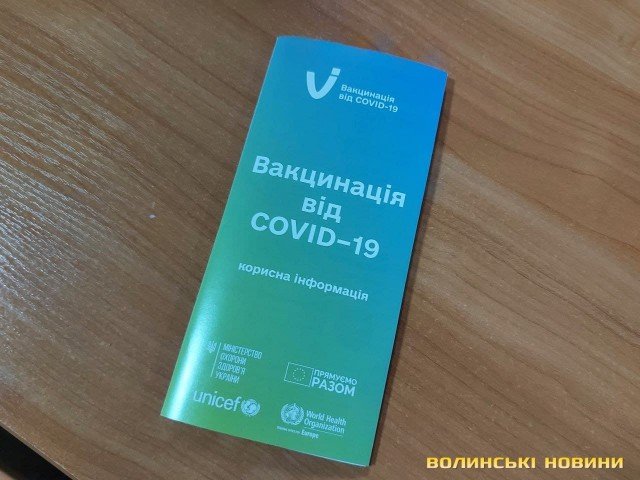 Вакцинація
від COVID-19
Вакцинація
від
COVID-19
корисна інформація
МІНІСТЕРСТВО
ОХОРОНИ
ЗДОРОВ'Я
УКРАЇНИ
ПРЯМУЄМО
РАЗОМ
unicef
World Health
Organization
Europe
ВОЛИНСЬКІ НОВИНИ